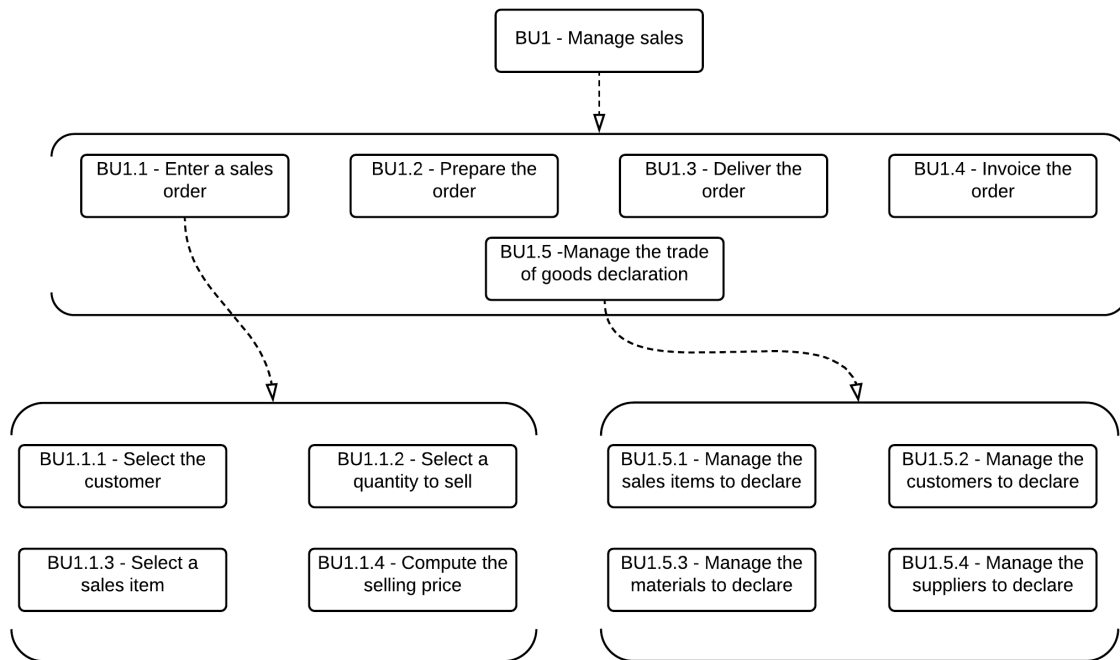 BU1 - Manage sales
BU1.1 - Enter a sales
order
BU1.2 - Prepare the
order
BU1.3 - Deliver the
order
BU1.4 - Invoice the
order
BU1.5 -Manage the trade
of goods declaration
BU1.1.1 - Select the
customer
BU1.1.2 - Select a
quantity to sell
BU1.5.1 - Manage the
sales items to declare
BU1.5.2 - Manage the
customers to declare
BU1.1.3 - Select a
sales item
BU1.1.4 - Compute the
selling price
BU1.5.3 - Manage the
materials to declare
BU1.5.4 - Manage the
suppliers to declare